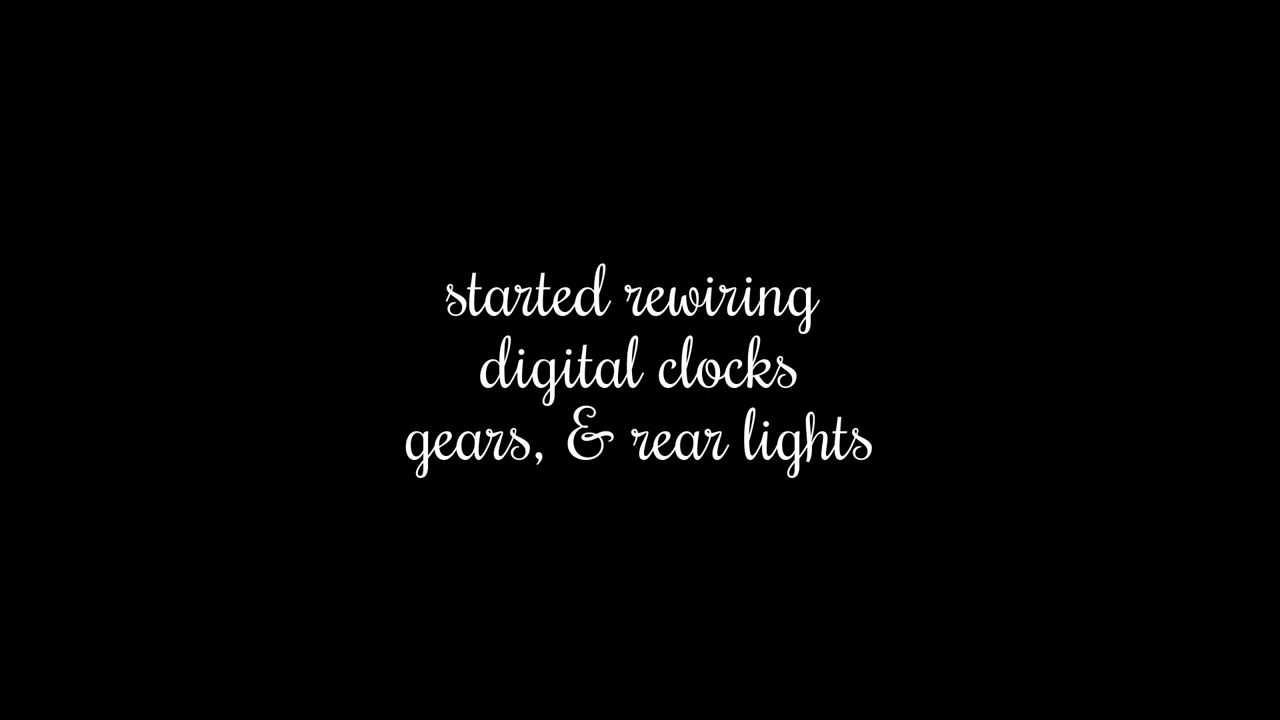 started rewiring
digital clocks
gears, & rear lights